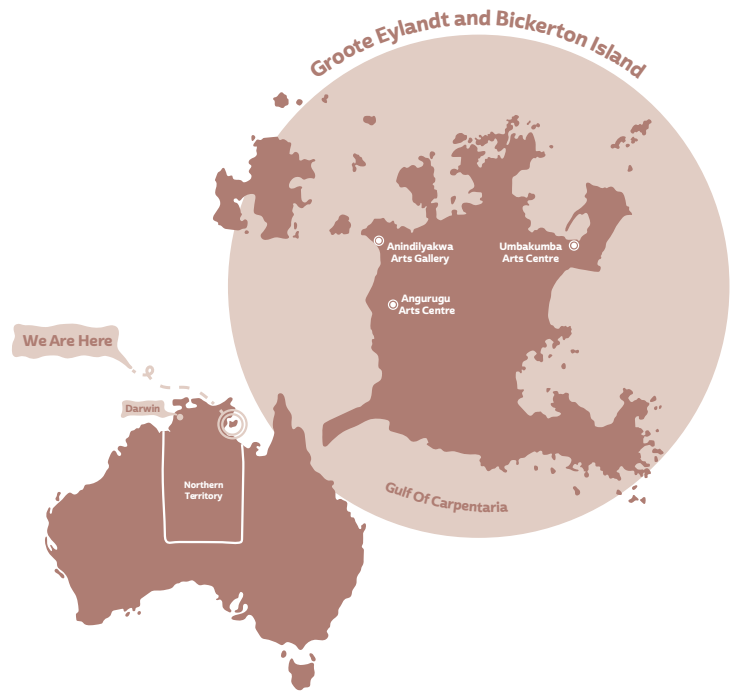 Groote Eylandt and Bickerton Island
Anindilyakwa
Arts Gallery
Umbakumba
Arts Centre
Angurugu
Arts Centre
We Are Here
Darwin
Northern
Territory
Gulf Of Carpentaria